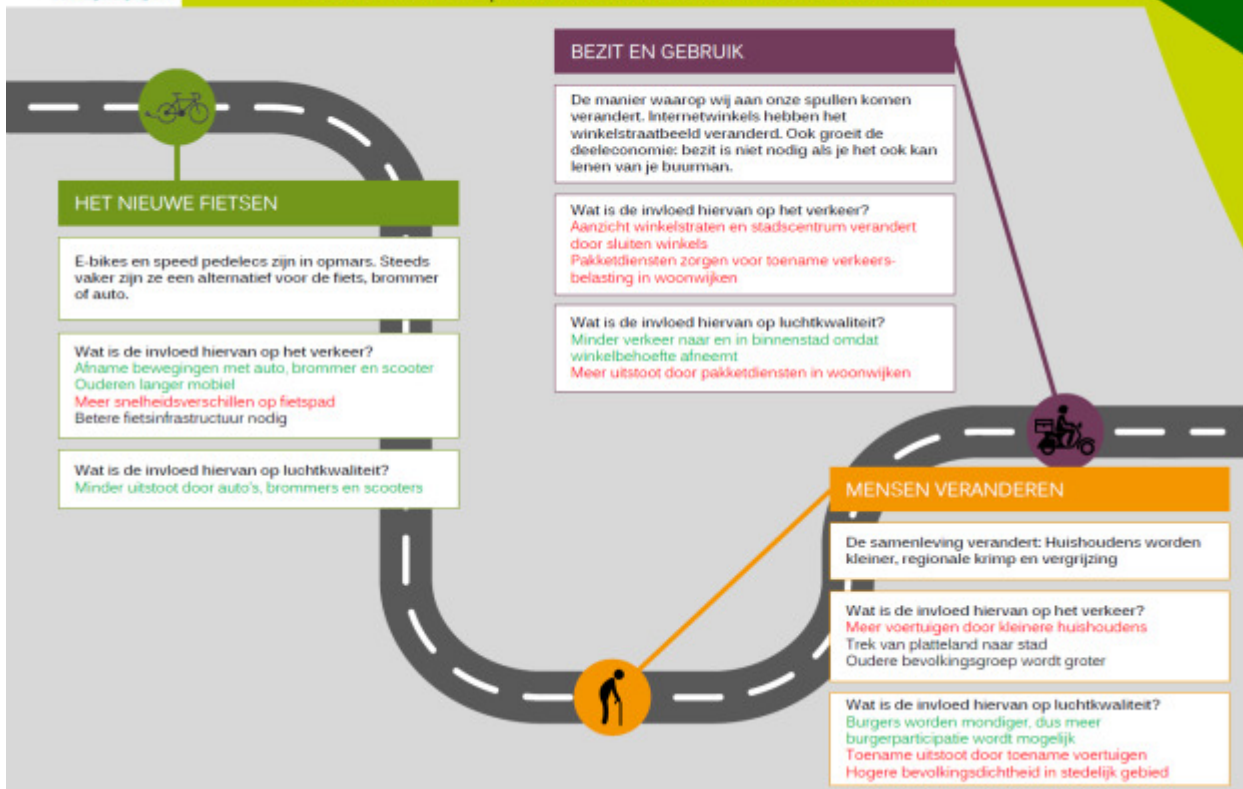 HET NIEUWE FIETSEN
E-bikes en speed pedelecs zijn in opmars. Steeds
vaker zijn ze een alternatief voor de fiets, brommer
of auto.
Wat is de invloed hiervan op het verkeer?
Afname bewegingen met auto, brommer en scooter
Ouderen langer mobiel
Meer snelheidsverschillen op fietspad
Betere fietsinfrastructuur nodig
Wat is de invloed hiervan op luchtkwaliteit?
Minder uitstoot door auto's, brommers en scooters
BEZIT EN GEBRUIK
De manier waarop wij aan onze spullen komen
verandert. Internetwinkels hebben het
winkelstraatbeeld veranderd. Ook groeit de
deeleconomie: bezit is niet nodig als je het ook kan
lenen van je buurman.
Wat is de invloed hiervan op het verkeer?
Aanzicht winkelstraten en stadscentrum verandert
door sluiten winkels
Pakketdiensten zorgen voor toename verkeers-
belasting in woonwijken
Wat is de invloed hiervan op luchtkwaliteit?
Minder verkeer naar en in binnenstad omdat
winkelbehoefte afneemt
Meer uitstoot door pakketdiensten in woonwijken
MENSEN VERANDEREN
De samenleving verandert: Huishoudens worden
kleiner, regionale krimp en vergrijzing
Wat is de invloed hiervan op het verkeer?
Meer voertuigen door kleinere huishoudens
Trek van platteland naar stad
Oudere bevolkingsgroep wordt groter
Wat is de invloed hiervan op luchtkwaliteit?
Burgers worden mondiger, dus meer
burgerparticipatie wordt mogelijk
Toename uitstoot door toename voertuigen
Hogere bevolkingsdichtheid in stedelijk gebied